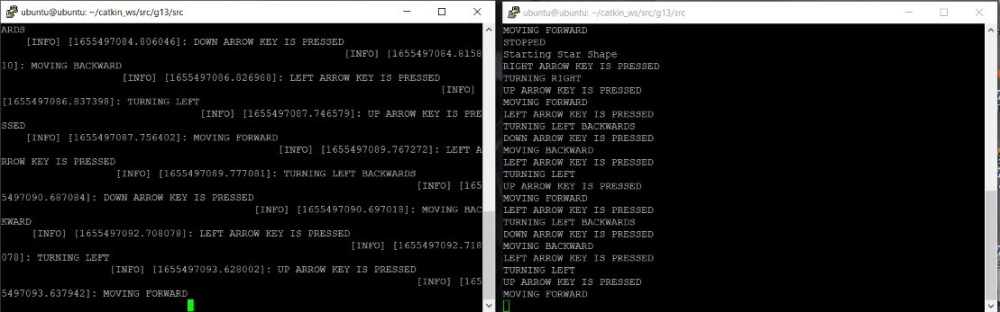 ubuntu@ubuntu: ~/catkin_ws/src/g13/src
ARDS
[INFO] [1655497084.806046]: DOWN ARROW KEY IS PRESSED
[INFO] [1655497084.8158
10]: MOVING BACKWARD
[INFO] [1655497086.826988]: LEFT ARROW KEY IS PRESSED
[INFO]
[1655497086.837398]: TURNING LEFT
[INFO] [1655497087.746579]: UP ARROW KEY IS PRE
SSED
[INFO] [1655497087.756402]: MOVING FORWARD
[INFO] [1655497089.767272]: LEFT A
RROW KEY IS PRESSED
[INFO] [1655497089.777081]: TURNING LEFT BACKWARDS
[INFO] [165
5497090.687084]: DOWN ARROW KEY IS PRESSED
[INFO] [1655497090.697018]: MOVING BAC
KWARD
[INFO] [1655497092.708078]: LEFT ARROW KEY IS PRESSED
[INFO] [1655497092.718
078]: TURNING LEFT
[INFO] [1655497093.628002]: UP ARROW KEY IS PRESSED
[INFO] [165
5497093.637942]: MOVING FORWARD
ubuntu@ubuntu: ~/catkin_ws/src/g13/src
MOVING FORWARD
STOPPED
Starting Star Shape
RIGHT ARROW KEY IS PRESSED
TURNING RIGHT
UP ARROW KEY IS PRESSED
MOVING FORWARD
LEFT ARROW KEY IS PRESSED
TURNING LEFT BACKWARDS
DOWN ARROW KEY IS PRESSED
MOVING BACKWARD
LEFT ARROW KEY IS PRESSED
TURNING LEFT
UP ARROW KEY IS PRESSED
MOVING FORWARD
LEFT ARROW KEY IS PRESSED
TURNING LEFT BACKWARDS
DOWN ARROW KEY IS PRESSED
MOVING BACKWARD
LEFT ARROW KEY IS PRESSED
TURNING LEFT
UP ARROW KEY IS PRESSED
MOVING FORWARD